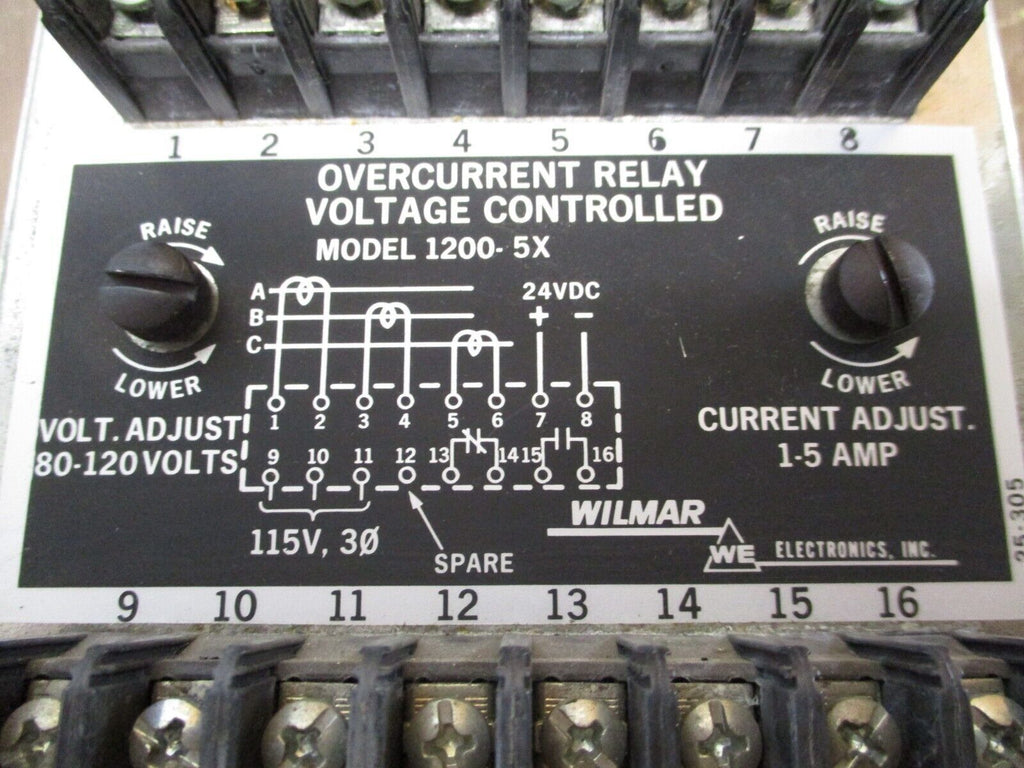 1 2 3 4 5 6 7 8
OVERCURRENT RELAY
VOLTAGE CONTROLLED
MODEL 1200-5X
RAISE
LOWER
VOLT. ADJUST
80-120 VOLTS
A
B
C
24VDC
+ −
1 2 3 4 5 6 7 8
9 10 11 12 13 14 15 16
115V, 3Ø
SPARE
RAISE
LOWER
CURRENT ADJUST.
1-5 AMP
WILMAR
WE ELECTRONICS, INC.
25-305
9 10 11 12 13 14 15 16